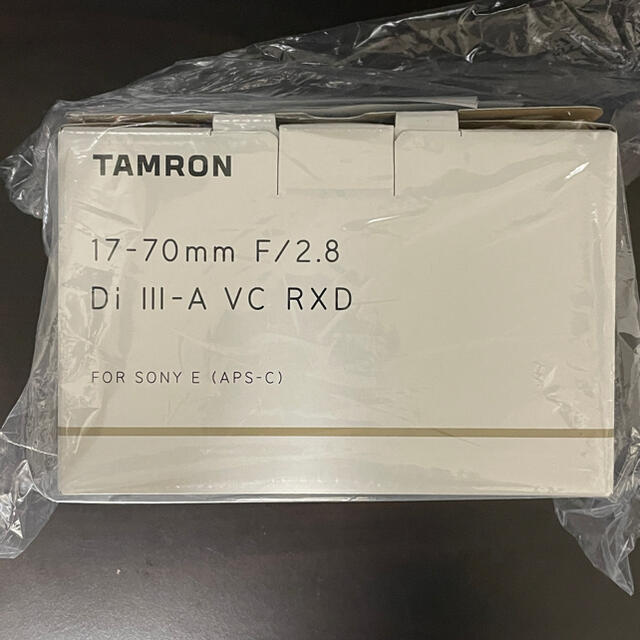 TAMRON
17-70mm F/2.8
Di III-A VC RXD
FOR SONY E (APS-C)